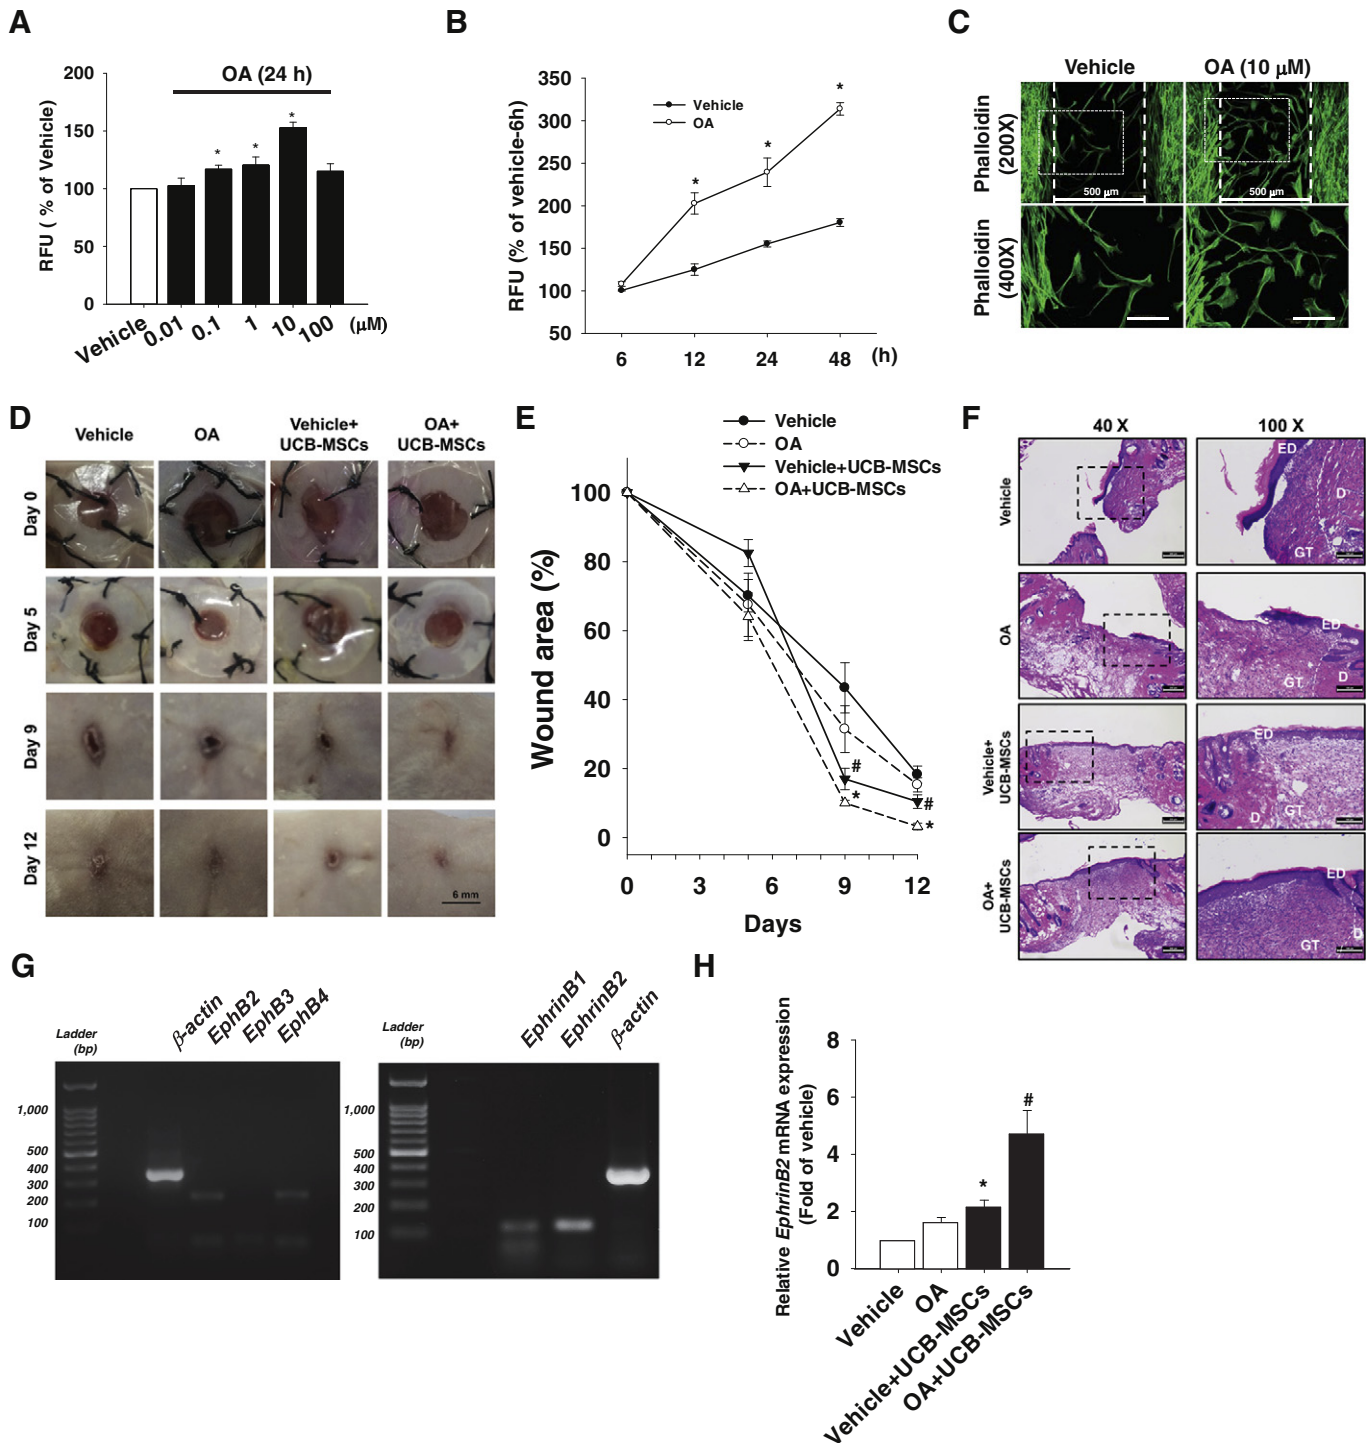 A
OA (24 h)
RFU ( % of Vehicle)
200
150
100
50
0
* * *
Vehicle 0.01 0.1 1 10 100 (μM)
B
RFU (% of vehicle-6h)
350
300
250
200
150
100
50
Vehicle
OA
* * *
6 12 24 48 (h)
C
Vehicle OA (10 μM)
Phalloidin
(200X)
500 μm 500 μm
Phalloidin
(400X)
D
Vehicle OA Vehicle+
UCB-MSCs OA+
UCB-MSCs
Day 0
Day 5
Day 9
Day 12
6 mm
E
Vehicle
OA
Vehicle+UCB-MSCs
OA+UCB-MSCs
Wound area (%)
100
80
60
40
20
0
#
*
#
*
0 3 6 9 12
Days
F
40 X 100 X
Vehicle
ED
D
GT
OA
ED
GT
D
Vehicle+
UCB-MSCs
ED
GT
D
OA+
UCB-MSCs
ED
D
GT
G
Ladder
(bp)
β-actin
EphB2
EphB3
EphB4
1,000
500
400
300
200
100
Ladder
(bp)
EphrinB1
EphrinB2
β-actin
1,000
500
400
300
200
100
H
Relative EphrinB2 mRNA expression
(Fold of vehicle)
8
6
4
2
0
*
#
Vehicle
OA
Vehicle+UCB-MSCs
OA+UCB-MSCs